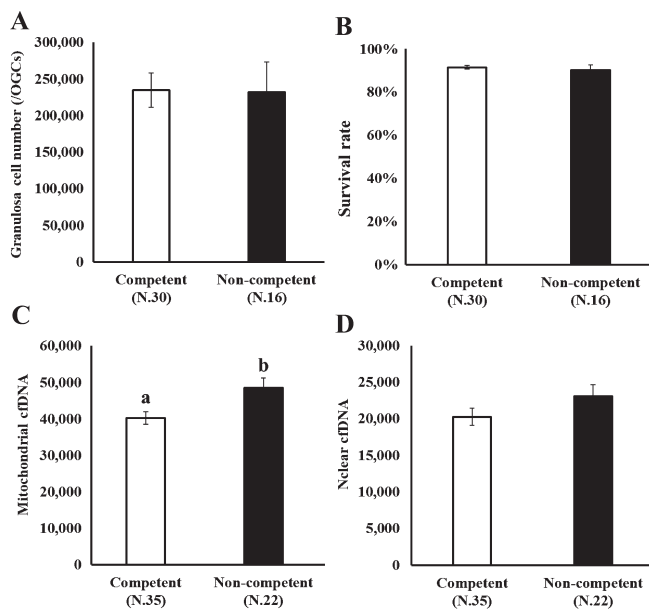 A
300,000
250,000
200,000
150,000
100,000
50,000
0
Granulosa cell number (/OGCs)
Competent
(N.30)
Non-competent
(N.16)
B
100%
80%
60%
40%
20%
0%
Survival rate
Competent
(N.30)
Non-competent
(N.16)
C
60,000
50,000
40,000
30,000
20,000
10,000
0
Mitochondrial cfDNA
a
b
Competent
(N.35)
Non-competent
(N.22)
D
30,000
25,000
20,000
15,000
10,000
5,000
0
Nclear cfDNA
Competent
(N.35)
Non-competent
(N.22)